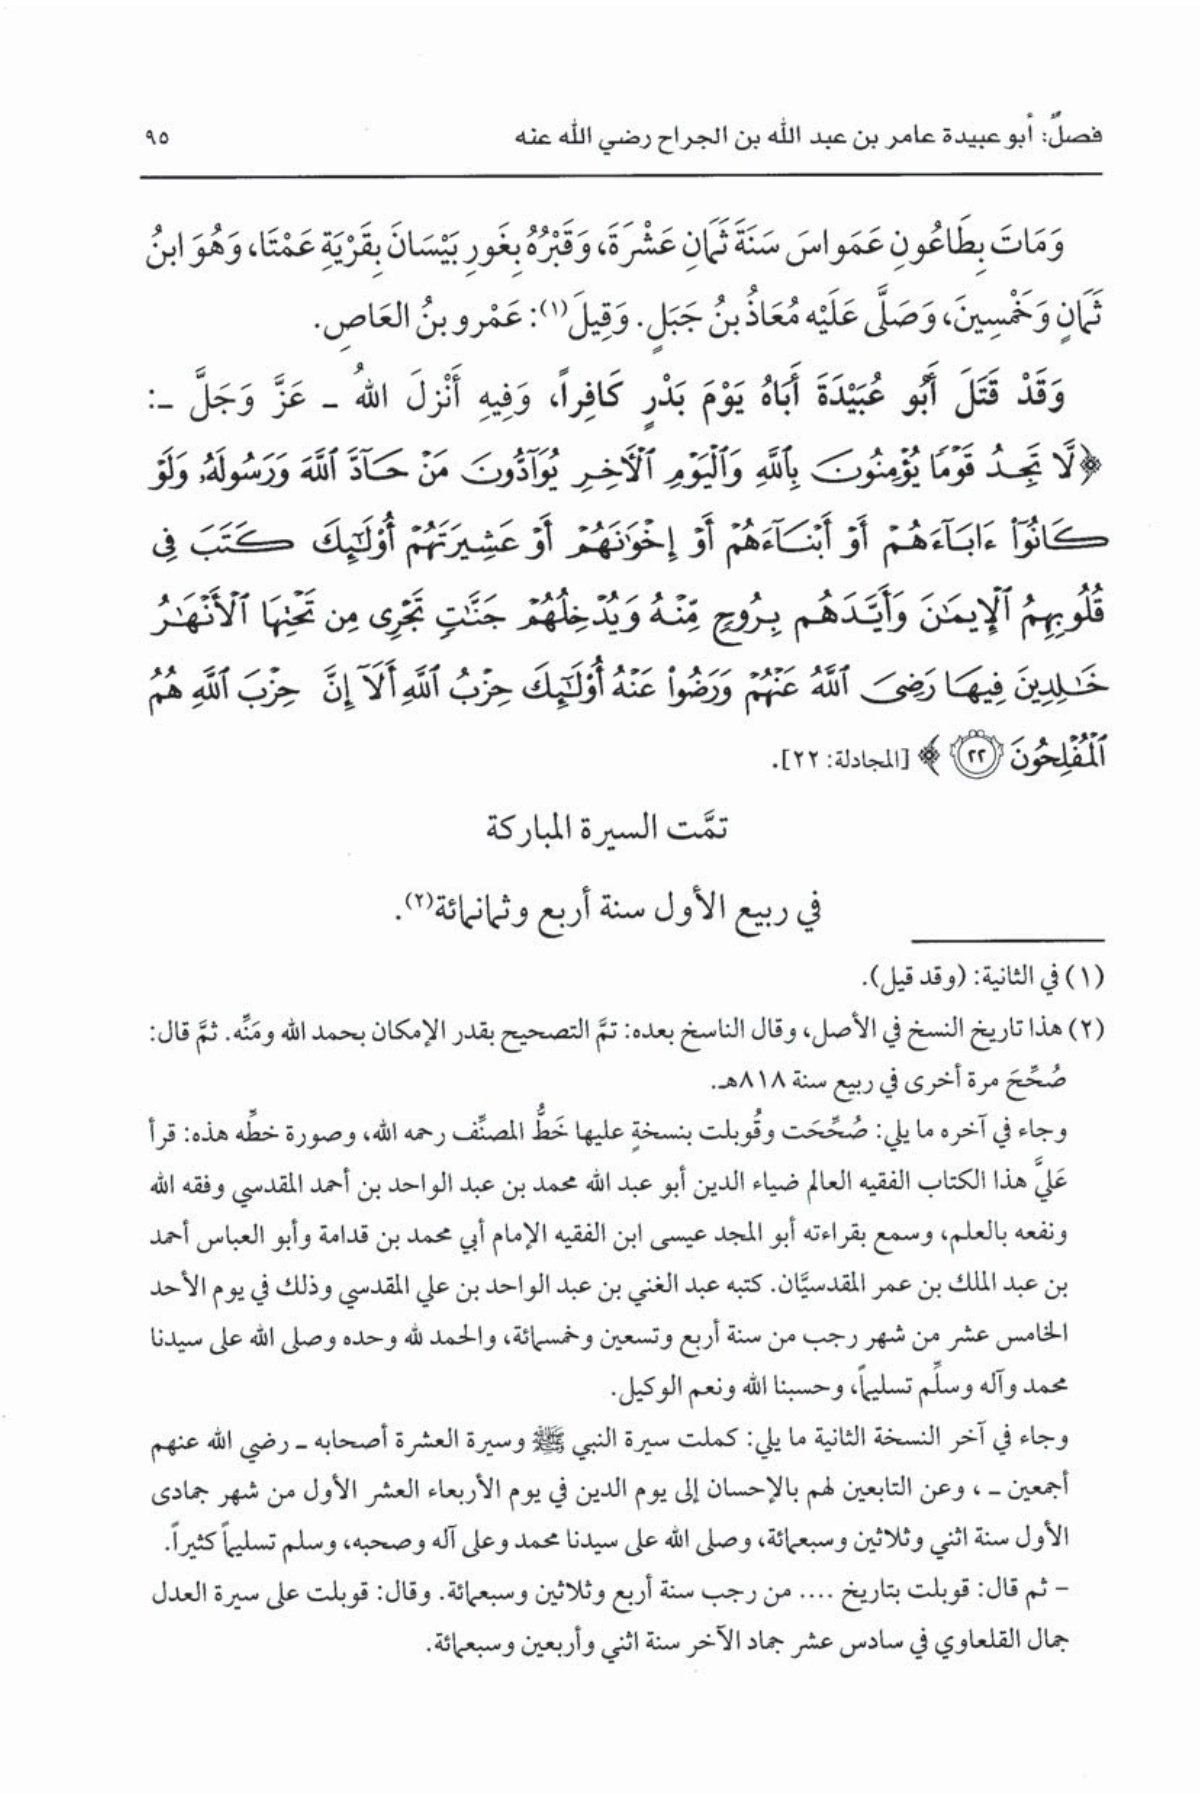 فصلٌ: أبو عبيدة عامر بن عبد الله بن الجراح رضي الله عنه ٩٥
وَمَاتَ بِطَاعُونِ عَمَواسَ سَنَةَ ثَمَانِ عَشْرَةَ، وَقَبْرُهُ بِغَورِ بَيْسَانَ بِقَرْيَةِ عَمْتَا، وَهُوَ ابنُ
ثَمَانٍ وَخَمْسِينَ، وَصَلَّى عَلَيْه مُعَاذُ بنُ جَبَلٍ. وَقِيلَ(١): عَمْرو بنُ العَاصِ.
وَقَدْ قَتَلَ أَبُو عُبَيْدَةَ أَبَاهُ يَوْمَ بَدْرٍ كَافِراً، وَفِيهِ أَنْزلَ اللهُ ـ عَزَّ وَجَلَّ ـ:
﴿لَّا تَجِدُ قَوْمًا يُؤْمِنُونَ بِٱللَّهِ وَٱلْيَوْمِ ٱلْأَخِرِ يُوَآدُّونَ مَنْ حَآدَّ ٱللَّهَ وَرَسُولَهُۥ وَلَوْ
كَانُوٓا۟ ءَابَآءَهُمْ أَوْ أَبْنَآءَهُمْ أَوْ إِخْوَٰنَهُمْ أَوْ عَشِيرَتَهُمْ أُو۟لَٰٓئِكَ كَتَبَ فِى
قُلُوبِهِمُ ٱلْإِيمَٰنَ وَأَيَّدَهُم بِرُوحٍ مِّنْهُ وَيُدْخِلُهُمْ جَنَّٰتٍ تَجْرِى مِن تَحْتِهَا ٱلْأَنْهَٰرُ
خَٰلِدِينَ فِيهَا رَضِىَ ٱللَّهُ عَنْهُمْ وَرَضُوا۟ عَنْهُ أُو۟لَٰٓئِكَ حِزْبُ ٱللَّهِ أَلَآ إِنَّ حِزْبَ ٱللَّهِ هُمُ
ٱلْمُفْلِحُونَ ٢٢﴾ [المجادلة: ٢٢].
تمَّت السيرة المباركة
في ربيع الأول سنة أربع وثمانمائة(٢).
(١) في الثانية: (وقد قيل).
(٢) هذا تاريخ النسخ في الأصل، وقال الناسخ بعده: تمَّ التصحيح بقدر الإمكان بحمد الله ومَنِّه. ثمَّ قال:
صُحِّحَ مرة أخرى في ربيع سنة ٨١٨هـ.
وجاء في آخره ما يلي: صُحِّحَت وقُوبلت بنسخةٍ عليها خَطُّ المصنِّف رحمه الله، وصورة خطِّه هذه: قرأ
عَليَّ هذا الكتاب الفقيه العالم ضياء الدين أبو عبد الله محمد بن عبد الواحد بن أحمد المقدسي وفقه الله
ونفعه بالعلم، وسمع بقراءته أبو المجد عيسى ابن الفقيه الإمام أبي محمد بن قدامة وأبو العباس أحمد
بن عبد الملك بن عمر المقدسيَّان. كتبه عبد الغني بن عبد الواحد بن علي المقدسي وذلك في يوم الأحد
الخامس عشر من شهر رجب من سنة أربع وتسعين وخمسمائة، والحمد لله وحده وصلى الله على سيدنا
محمد وآله وسلِّم تسليماً، وحسبنا الله ونعم الوكيل.
وجاء في آخر النسخة الثانية ما يلي: كملت سيرة النبي ﷺ وسيرة العشرة أصحابه ـ رضي الله عنهم
أجمعين ـ ، وعن التابعين لهم بالإحسان إلى يوم الدين في يوم الأربعاء العشر الأول من شهر جمادى
الأول سنة اثني وثلاثين وسبعمائة، وصلى الله على سيدنا محمد وعلى آله وصحبه، وسلم تسليماً كثيراً.
- ثم قال: قوبلت بتاريخ .... من رجب سنة أربع وثلاثين وسبعمائة. وقال: قوبلت على سيرة العدل
جمال القلعاوي في سادس عشر جماد الآخر سنة اثني وأربعين وسبعمائة.